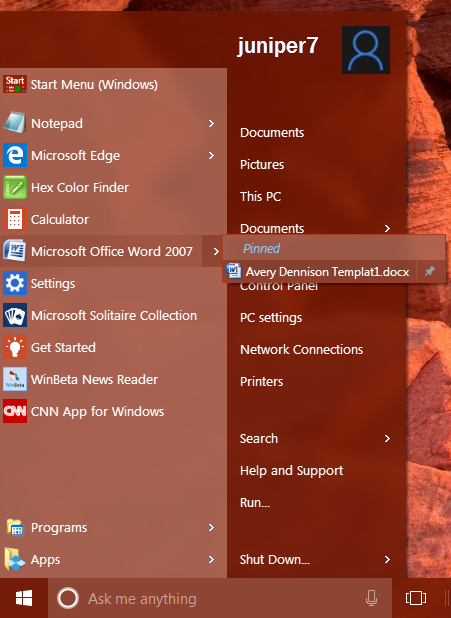 juniper7
Start
Start Menu (Windows)
Notepad
Microsoft Edge
Hex Color Finder
Calculator
Microsoft Office Word 2007
Settings
Microsoft Solitaire Collection
Get Started
WinBeta
WinBeta News Reader
CNN
CNN App for Windows
Programs
Apps
Documents
Pictures
This PC
Documents
Pinned
Avery Dennison Templat1.docx
Control Panel
PC settings
Network Connections
Printers
Search
Help and Support
Run...
Shut Down...
Ask me anything